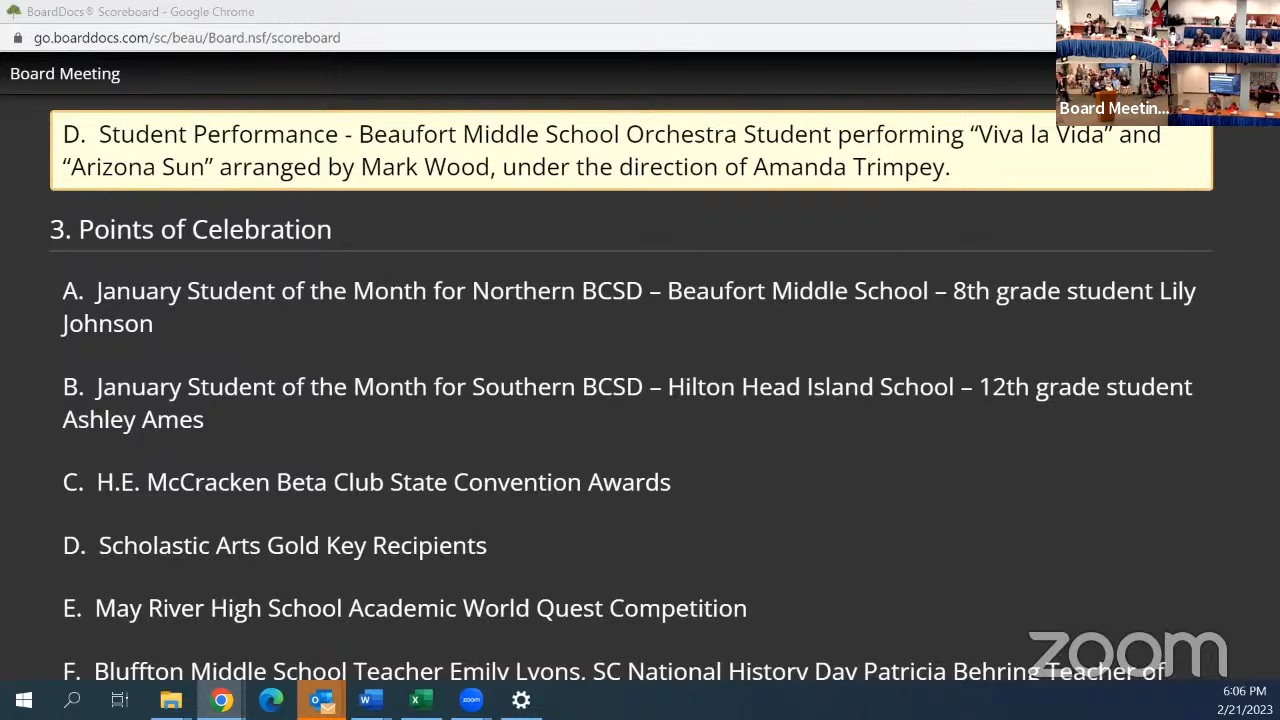 BoardDocs® Scoreboard - Google Chrome
go.boarddocs.com/sc/beau/Board.nsf/scoreboard
Board Meeting
Board Meetin...
D. Student Performance - Beaufort Middle School Orchestra Student performing “Viva la Vida” and
“Arizona Sun” arranged by Mark Wood, under the direction of Amanda Trimpey.
3. Points of Celebration
A. January Student of the Month for Northern BCSD – Beaufort Middle School – 8th grade student Lily
Johnson
B. January Student of the Month for Southern BCSD – Hilton Head Island School – 12th grade student
Ashley Ames
C. H.E. McCracken Beta Club State Convention Awards
D. Scholastic Arts Gold Key Recipients
E. May River High School Academic World Quest Competition
F. Bluffton Middle School Teacher Emily Lyons, SC National History Day Patricia Behring Teacher of
zoom
zoom
6:06 PM
2/21/2023